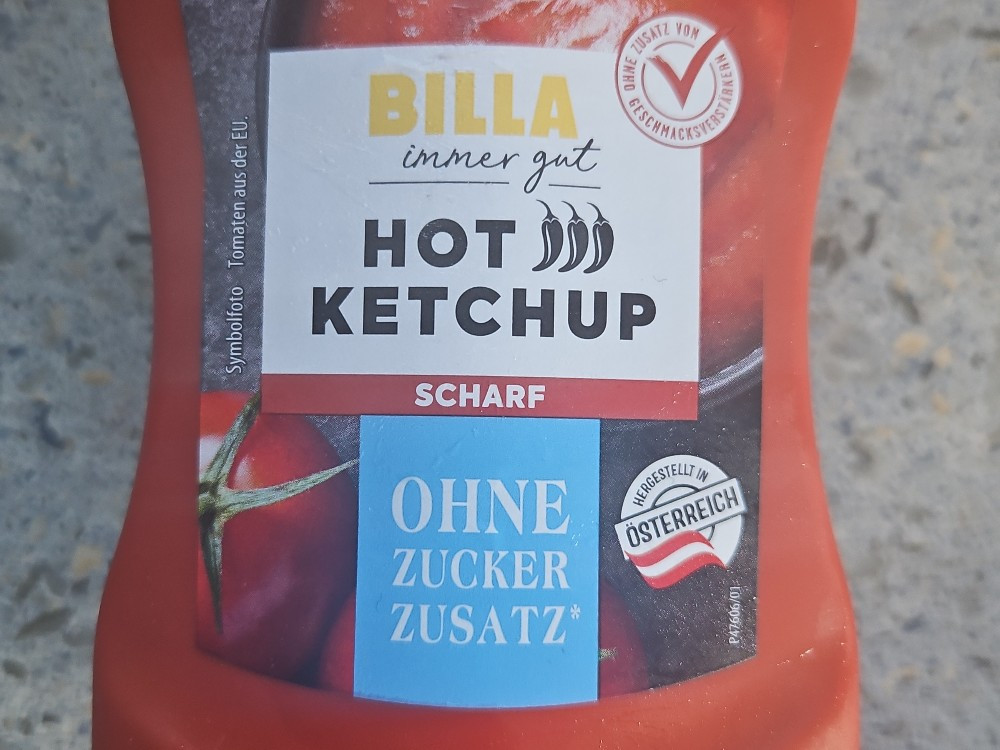 BILLA
immer gut
HOT
KETCHUP
SCHARF
OHNE
ZUCKER
ZUSATZ*
OHNE ZUSATZ VON
GESCHMACKSVERSTÄRKERN
HERGESTELLT IN
ÖSTERREICH
Symbolfoto Tomaten aus der EU.
P47606/01